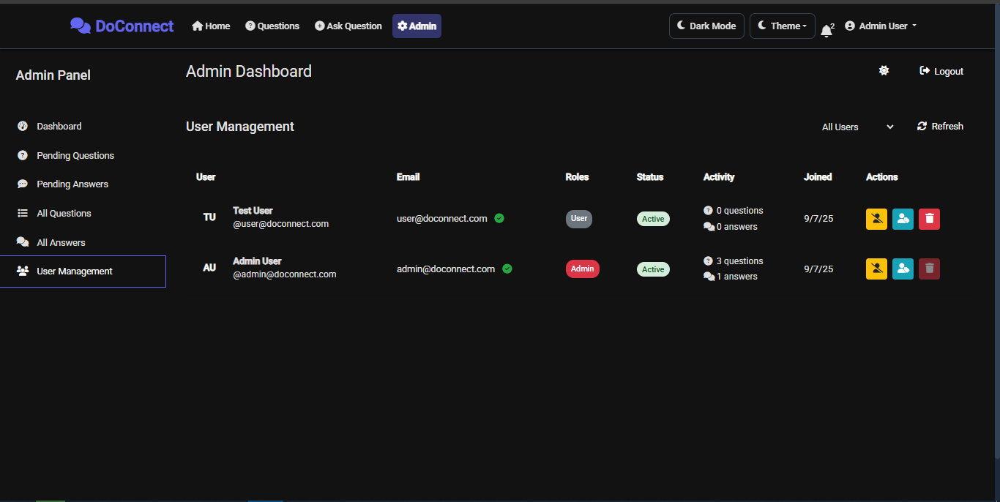 DoConnect Home Questions Ask Question Admin Dark Mode Theme 2 Admin User
Admin Panel
Admin Dashboard Logout
Dashboard
Pending Questions
Pending Answers
All Questions
All Answers
User Management
User Management All Users Refresh
User Email Roles Status Activity Joined Actions
TU Test User user@doconnect.com User Active 0 questions 9/7/25
@user@doconnect.com 0 answers
AU Admin User admin@doconnect.com Admin Active 3 questions 9/7/25
@admin@doconnect.com 1 answers